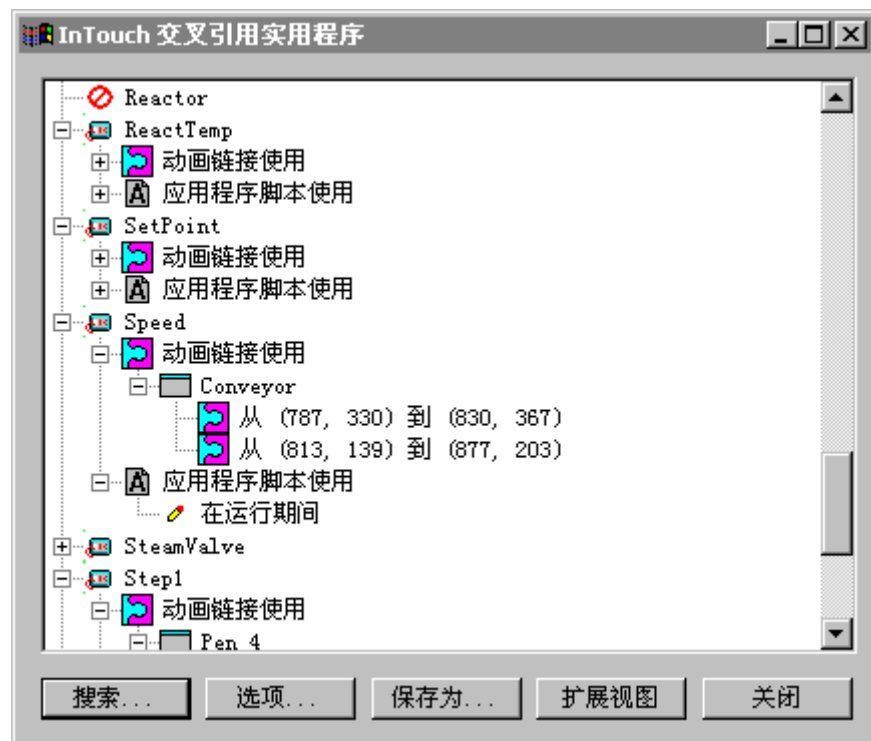 InTouch 交叉引用实用程序
Reactor
ReactTemp
动画链接使用
应用程序脚本使用
SetPoint
动画链接使用
应用程序脚本使用
Speed
动画链接使用
Conveyor
从 (787, 330) 到 (830, 367)
从 (813, 139) 到 (877, 203)
应用程序脚本使用
在运行期间
SteamValve
Step1
动画链接使用
Pen 4
搜索... 选项... 保存为... 扩展视图 关闭